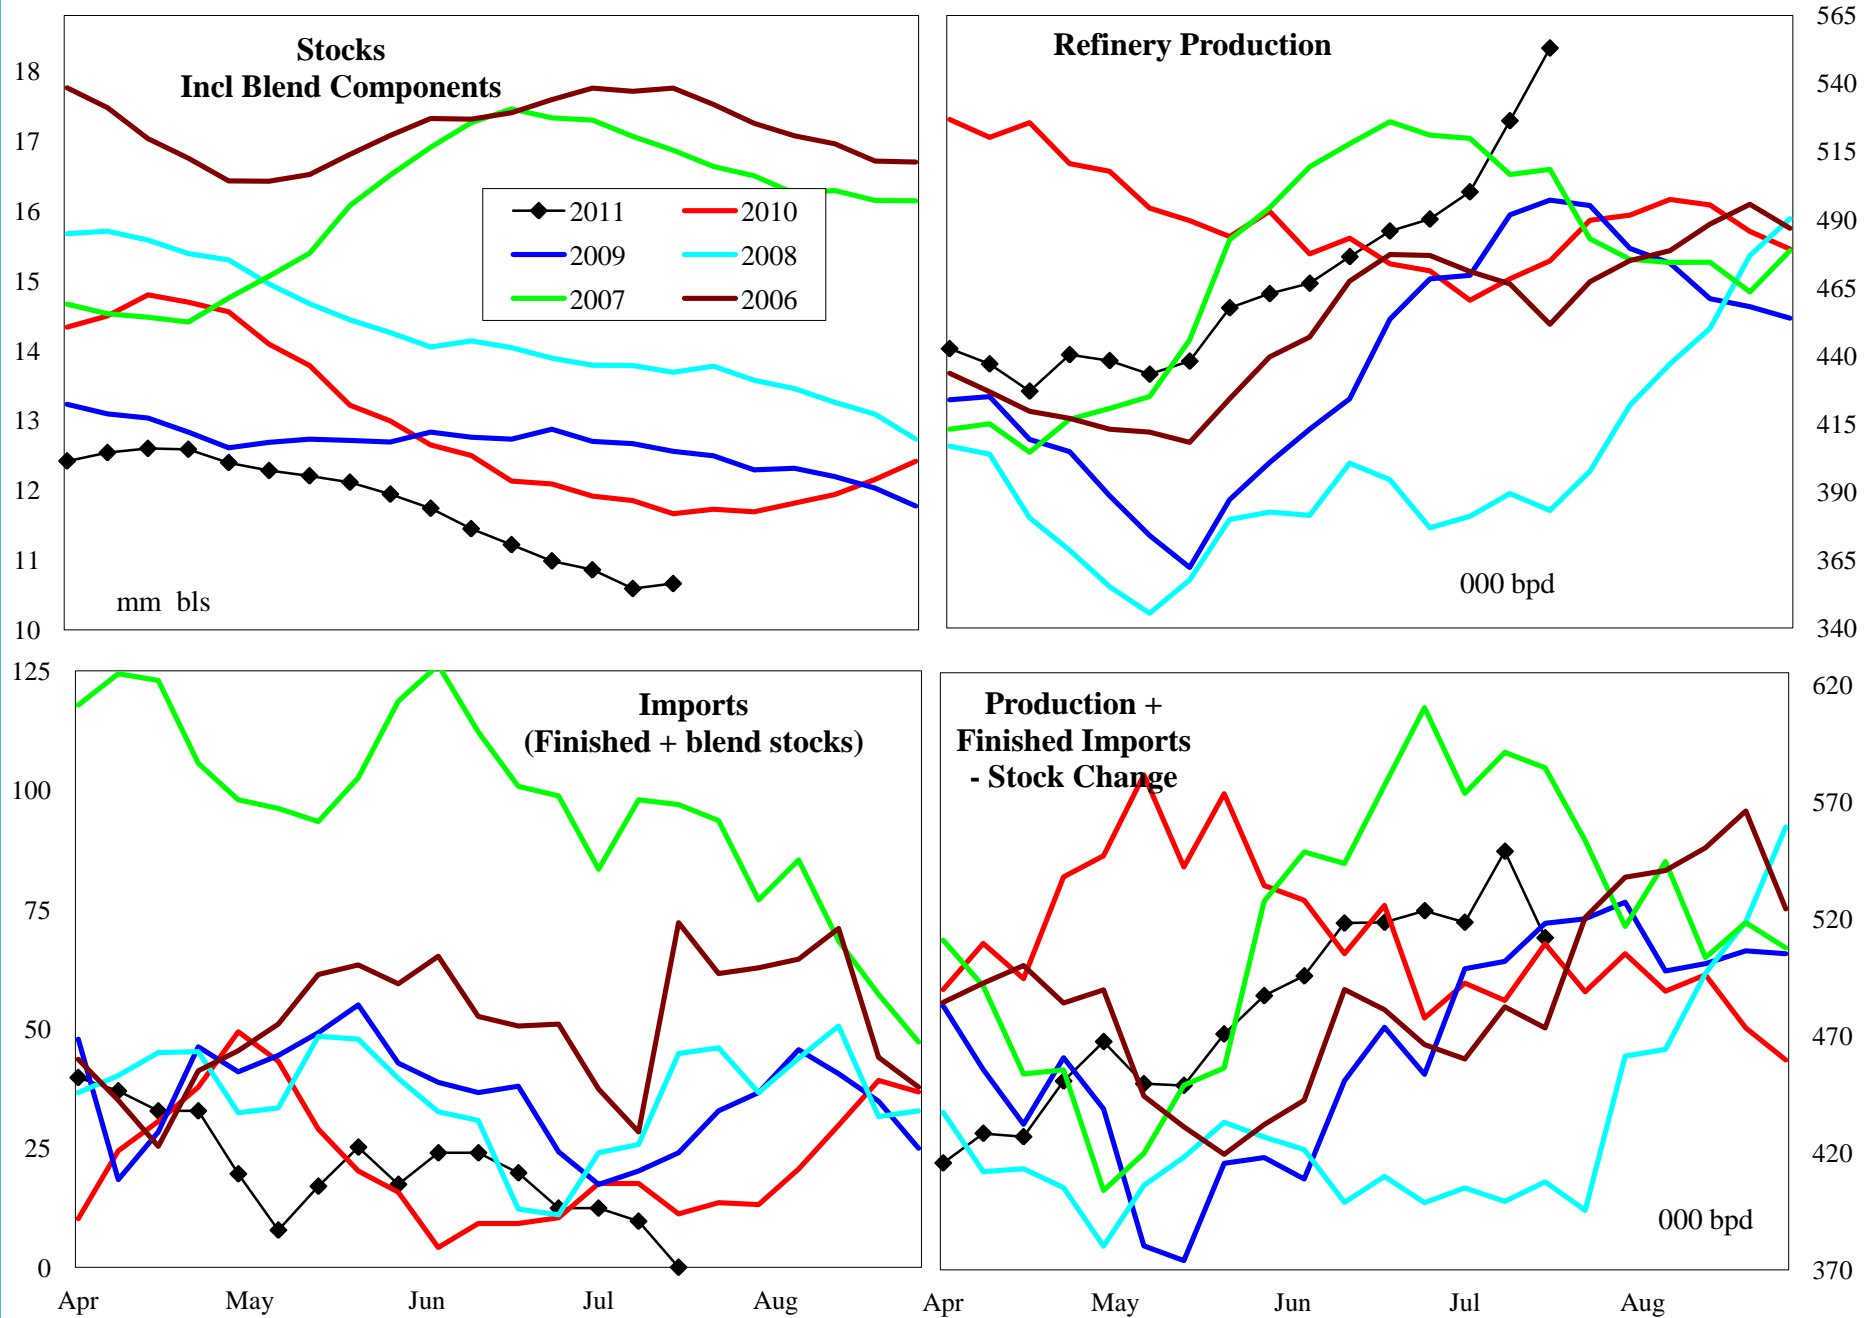 Stocks
Incl Blend Components
18
17
16
15
14
13
12
11
10
2011
2010
2009
2008
2007
2006
mm bls
Refinery Production
565
540
515
490
465
440
415
390
365
340
000 bpd
Imports
(Finished + blend stocks)
125
100
75
50
25
0
Apr
May
Jun
Jul
Aug
Production +
Finished Imports
- Stock Change
620
570
520
470
420
370
000 bpd
Apr
May
Jun
Jul
Aug